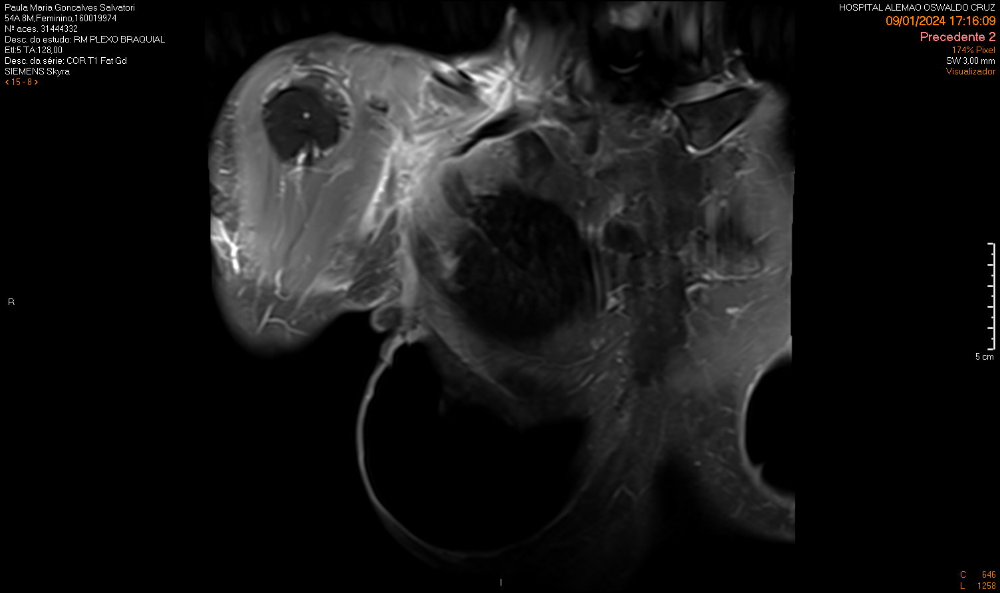 Paula Maria Goncalves Salvatori
54A 8M,Feminino,160019974
Nº aces. 31444332
Desc. do estudo: RM PLEXO BRAQUIAL
Etl:5 TA:128,00
Desc. da série: COR T1 Fat Gd
SIEMENS Skyra
< 15 - 8 >
HOSPITAL ALEMAO OSWALDO CRUZ
09/01/2024 17:16:09
Precedente 2
174% Pixel
SW 3,00 mm
Visualizador
R
5 cm
I
C 646
L 1258